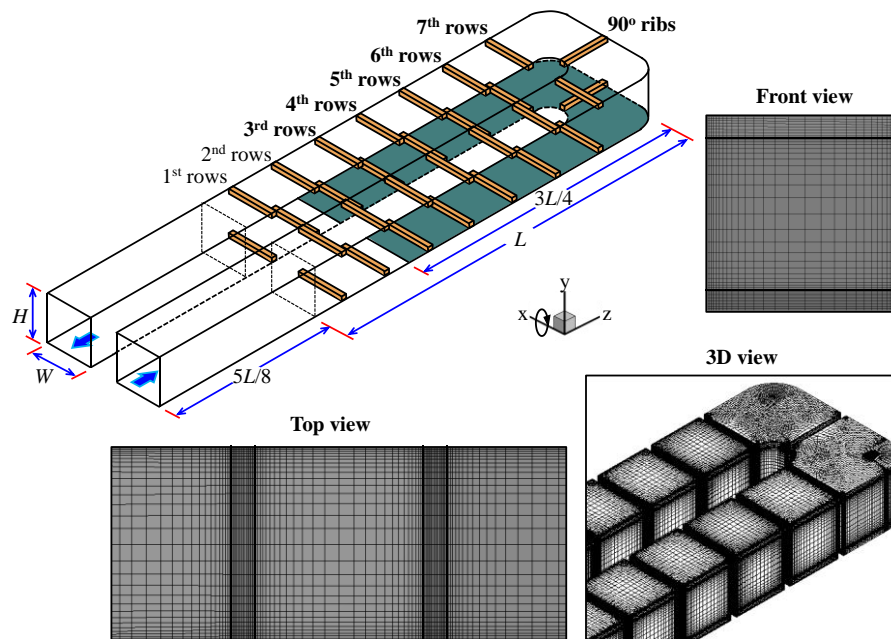 7th rows
90° ribs
6th rows
5th rows
4th rows
3rd rows
2nd rows
1st rows
Front view
3L/4
L
H
W
5L/8
y
x
z
3D view
Top view